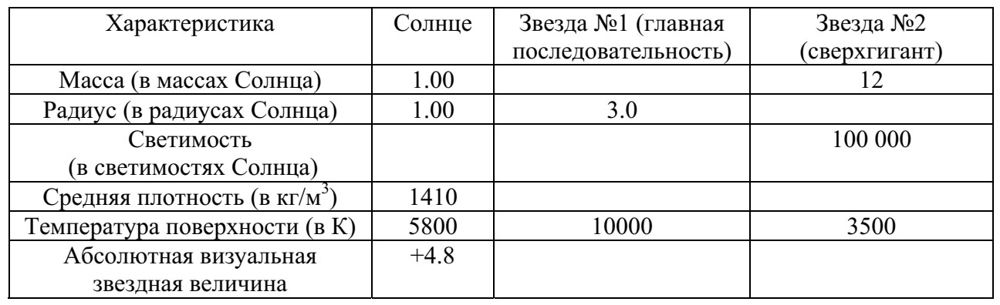 Характеристика Солнце Звезда №1 (главная последовательность) Звезда №2 (сверхгигант)
Масса (в массах Солнца) 1.00 12
Радиус (в радиусах Солнца) 1.00 3.0
Светимость (в светимостях Солнца) 100 000
Средняя плотность (в кг/м³) 1410
Температура поверхности (в К) 5800 10000 3500
Абсолютная визуальная звездная величина +4.8